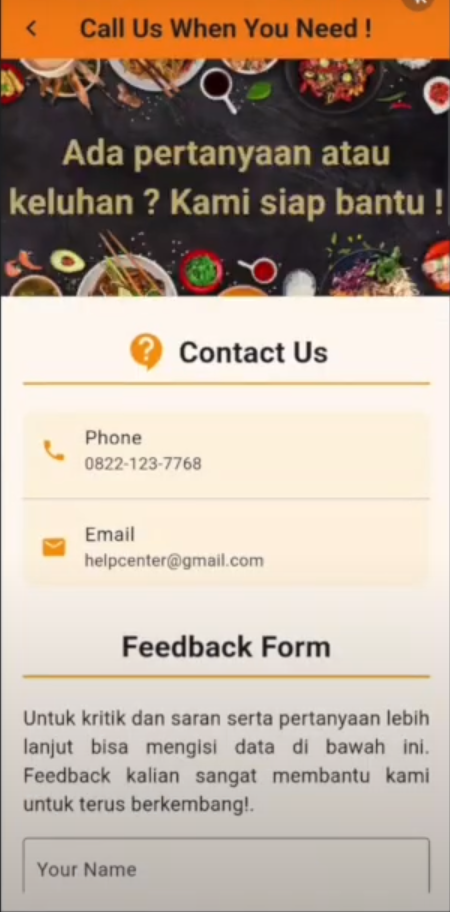 Call Us When You Need !
Ada pertanyaan atau
keluhan ? Kami siap bantu !
Contact Us
Phone
0822-123-7768
Email
helpcenter@gmail.com
Feedback Form
Untuk kritik dan saran serta pertanyaan lebih
lanjut bisa mengisi data di bawah ini.
Feedback kalian sangat membantu kami
untuk terus berkembang!.
Your Name